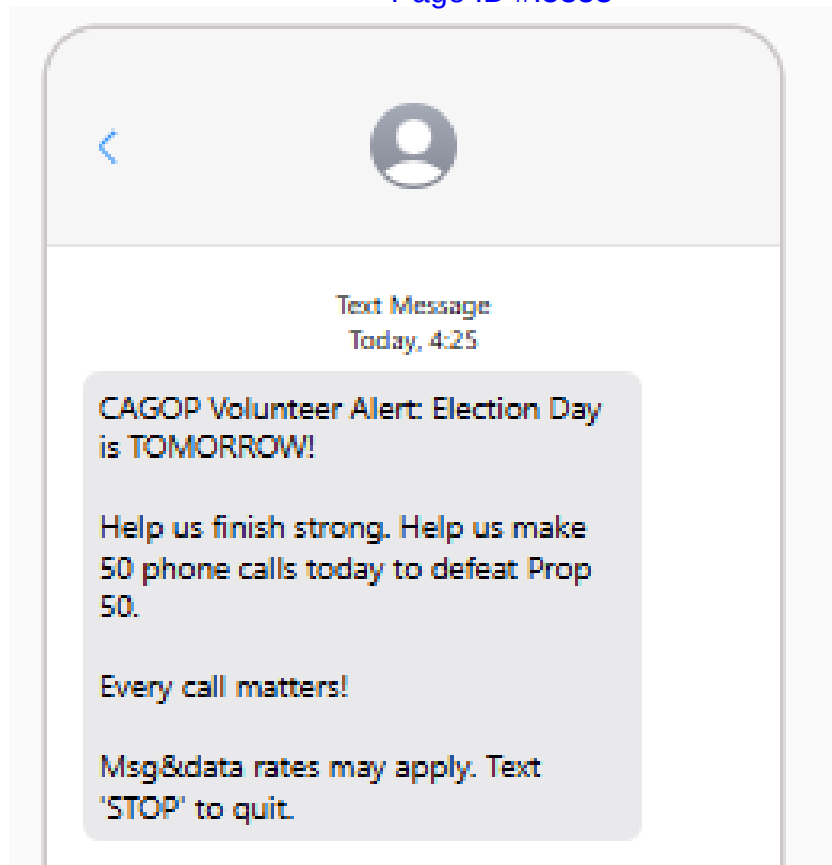 Text Message
Today, 4:25
CAGOP Volunteer Alert: Election Day
is TOMORROW!
Help us finish strong. Help us make
50 phone calls today to defeat Prop
50.
Every call matters!
Msg&data rates may apply. Text
'STOP' to quit.